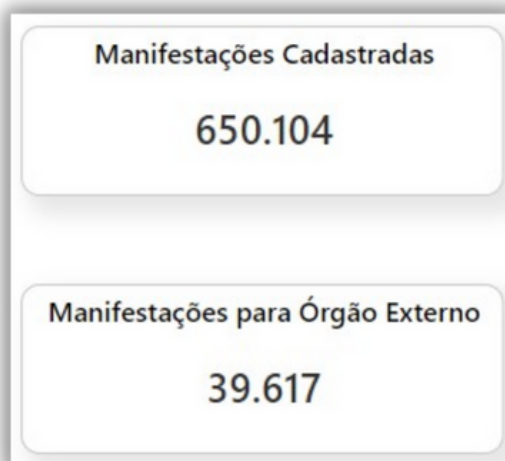 Manifestações Cadastradas
650.104
Manifestações para Órgão Externo
39.617